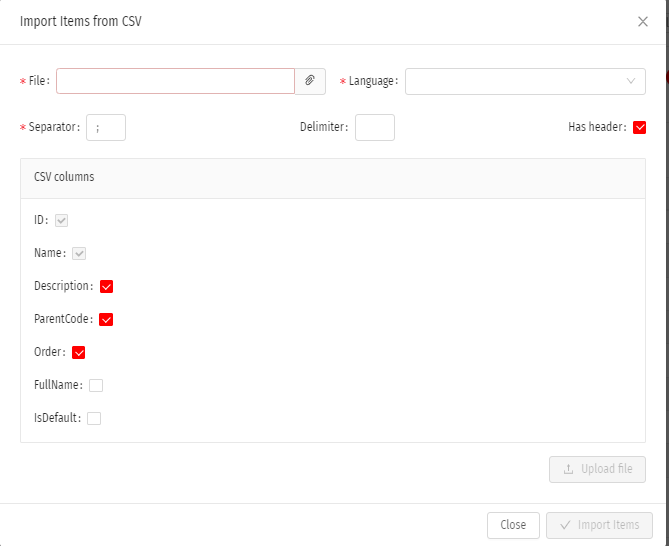 Import Items from CSV
* File: * Language:
* Separator: ; Delimiter: Has header:
CSV columns
ID:
Name:
Description:
ParentCode:
Order:
FullName:
IsDefault:
Upload file
Close Import Items